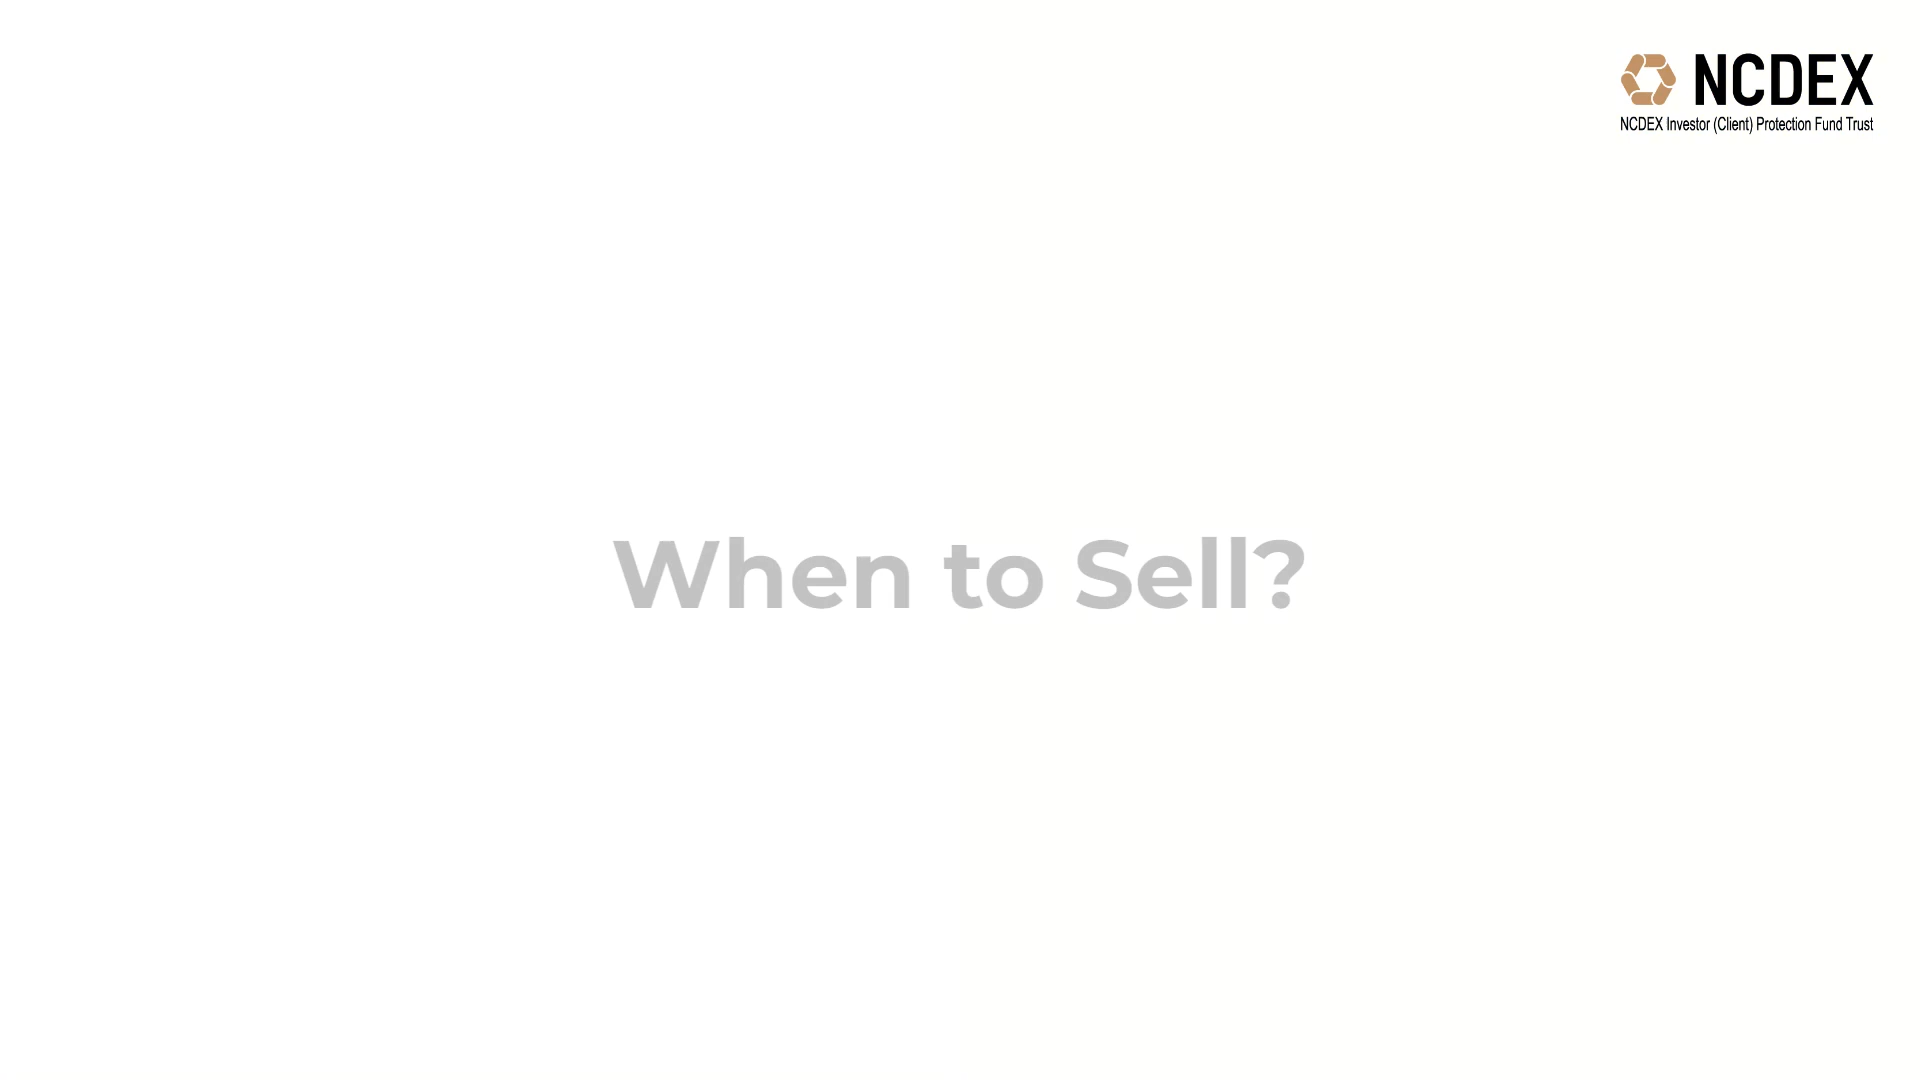 NCDEX
NCDEX Investor (Client) Protection Fund Trust
When to Sell?